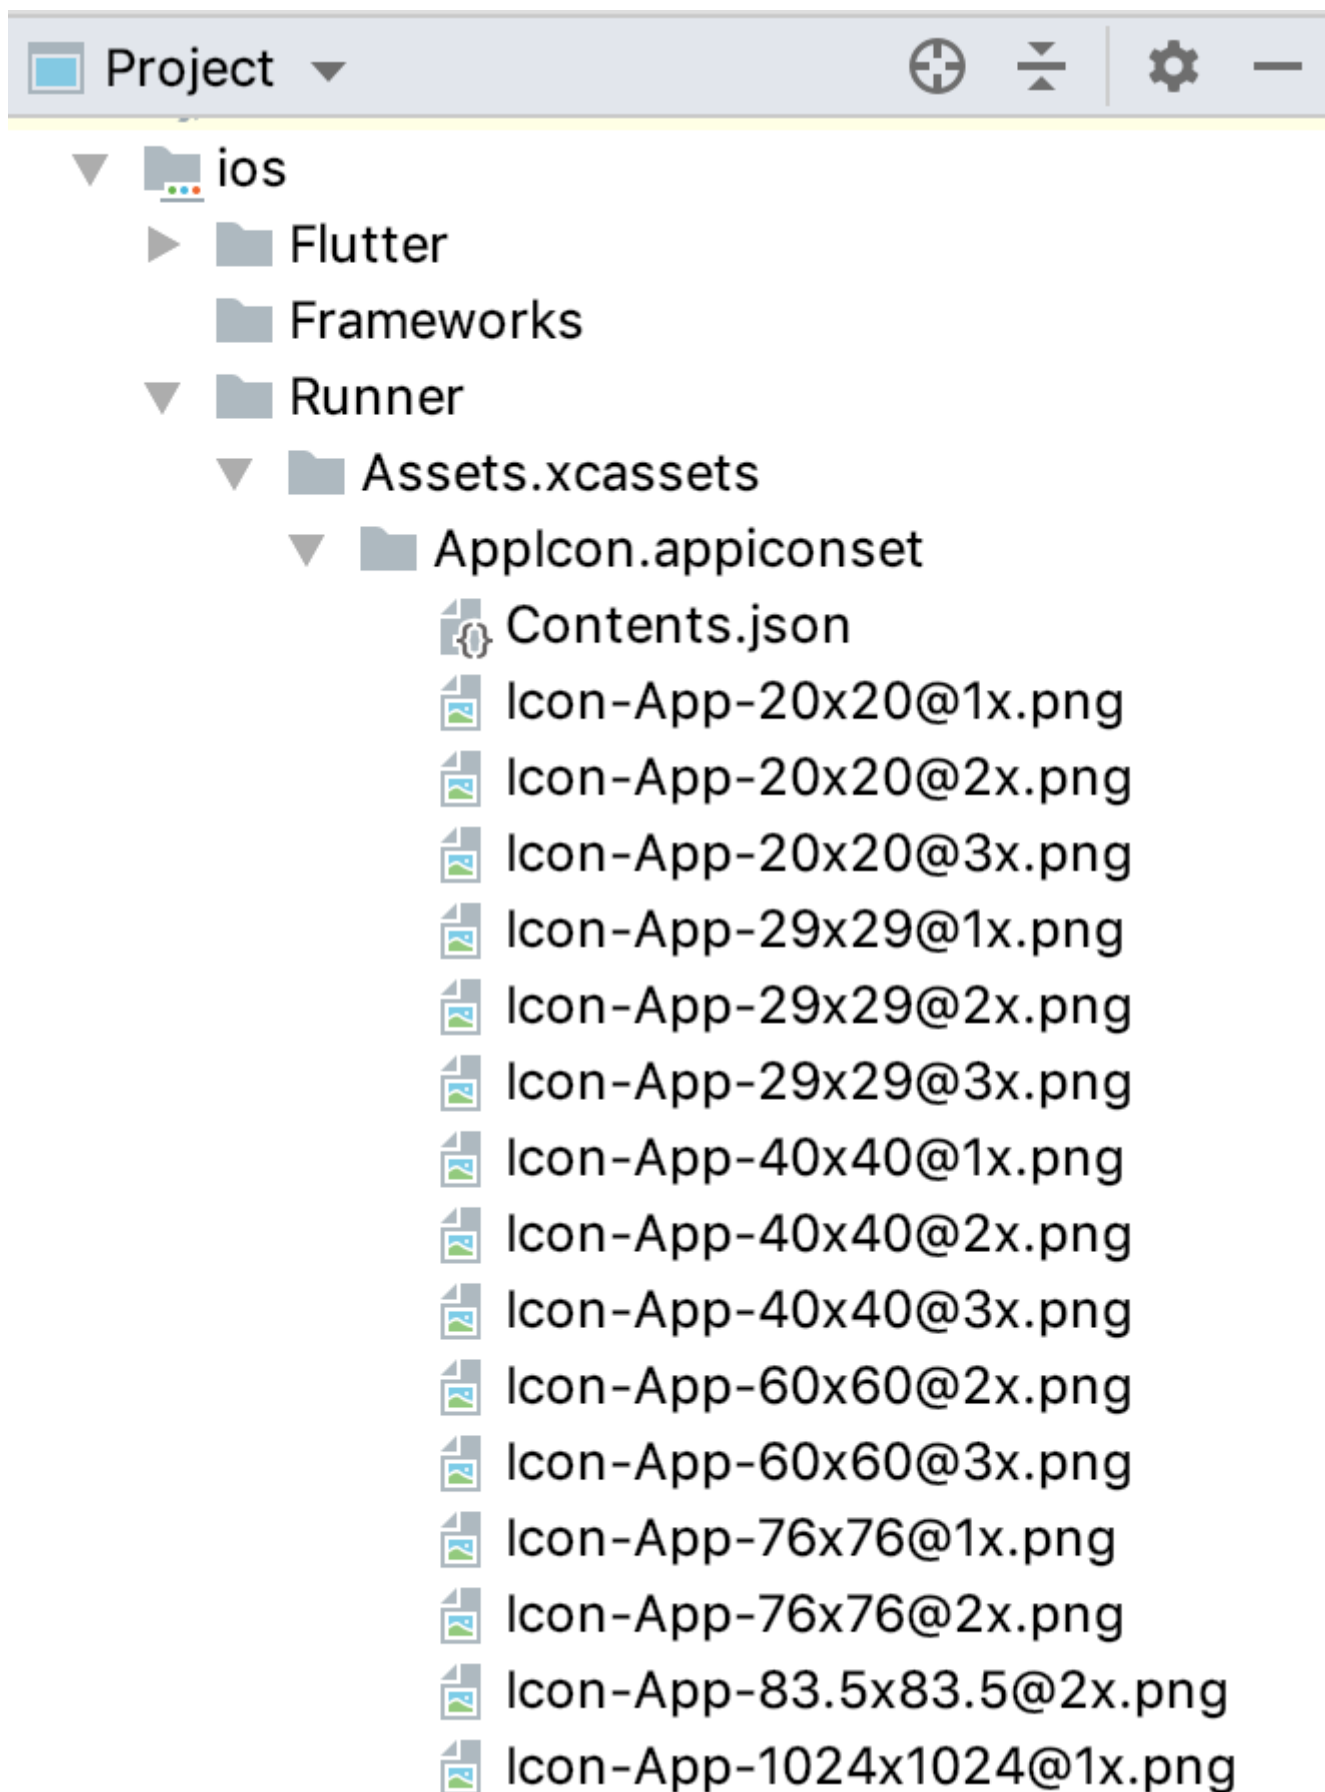 Project
ios
Flutter
Frameworks
Runner
Assets.xcassets
AppIcon.appiconset
Contents.json
Icon-App-20x20@1x.png
Icon-App-20x20@2x.png
Icon-App-20x20@3x.png
Icon-App-29x29@1x.png
Icon-App-29x29@2x.png
Icon-App-29x29@3x.png
Icon-App-40x40@1x.png
Icon-App-40x40@2x.png
Icon-App-40x40@3x.png
Icon-App-60x60@2x.png
Icon-App-60x60@3x.png
Icon-App-76x76@1x.png
Icon-App-76x76@2x.png
Icon-App-83.5x83.5@2x.png
Icon-App-1024x1024@1x.png